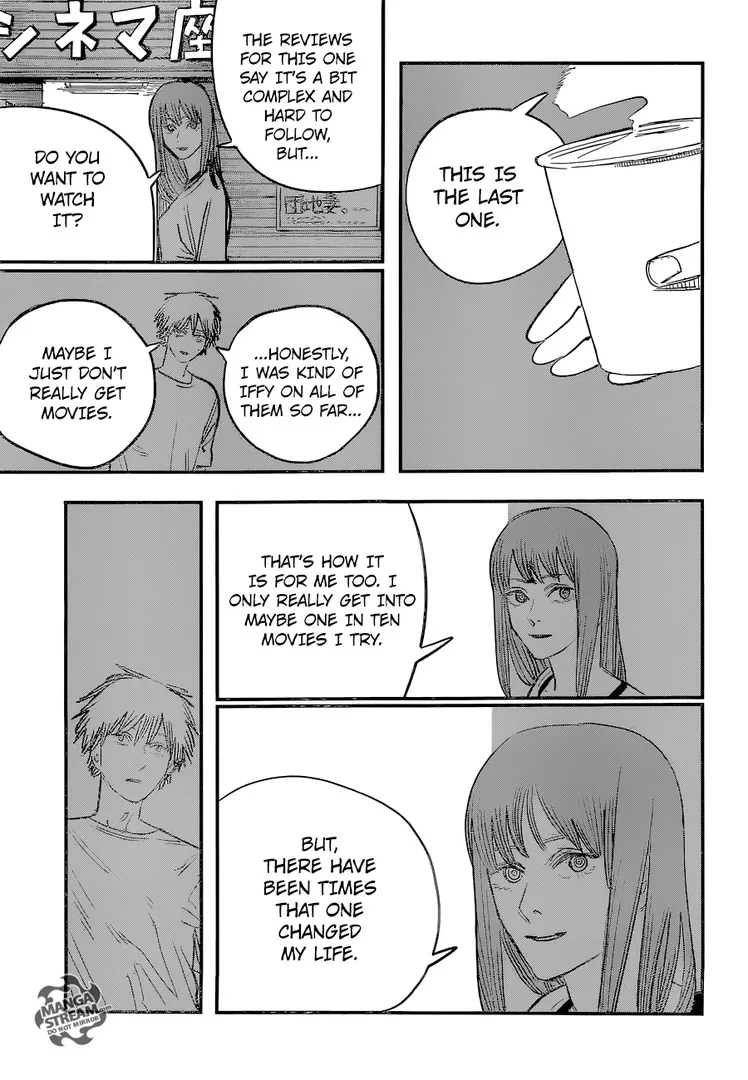 THIS IS
THE LAST
ONE.
シネマ座
THE REVIEWS
FOR THIS ONE
SAY IT'S A BIT
COMPLEX AND
HARD TO
FOLLOW,
BUT...
DO YOU
WANT TO
WATCH
IT?
...HONESTLY,
I WAS KIND OF
IFFY ON ALL OF
THEM SO FAR...
MAYBE I
JUST DON'T
REALLY GET
MOVIES.
THAT'S HOW IT
IS FOR ME TOO. I
ONLY REALLY GET INTO
MAYBE ONE IN TEN
MOVIES I TRY.
BUT,
THERE HAVE
BEEN TIMES
THAT ONE
CHANGED
MY LIFE.
MANGA
STREAM.com
DO NOT MIRROR